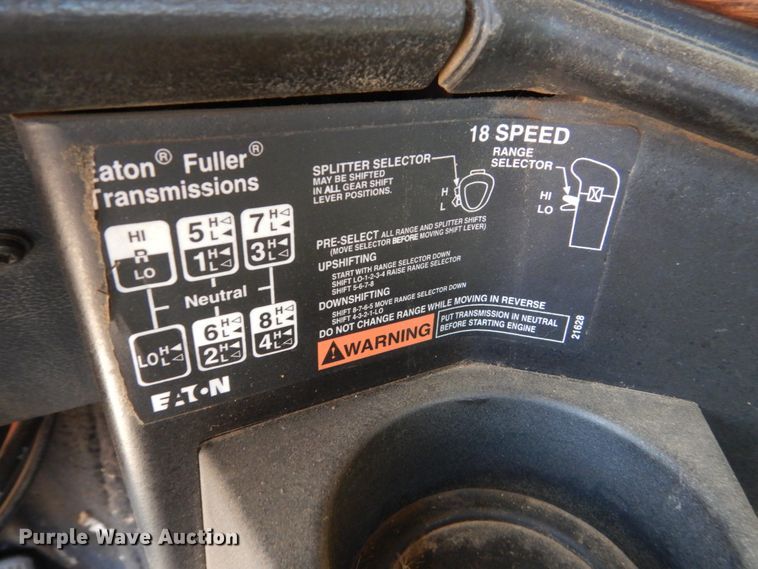 Eaton® Fuller®
Transmissions
18 SPEED
SPLITTER SELECTOR
MAY BE SHIFTED
IN ALL GEAR SHIFT
LEVER POSITIONS.
H
L
RANGE
SELECTOR
HI
LO
HI
R
LO
5 H L
1 H L
7 H L
3 H L
Neutral
LO H L
6 H L
2 H L
8 H L
4 H L
EATON
PRE-SELECT ALL RANGE AND SPLITTER SHIFTS
(MOVE SELECTOR BEFORE MOVING SHIFT LEVER)
UPSHIFTING
START WITH RANGE SELECTOR DOWN
SHIFT LO-1-2-3-4 RAISE RANGE SELECTOR
SHIFT 5-6-7-8
DOWNSHIFTING
SHIFT 8-7-6-5 MOVE RANGE SELECTOR DOWN
SHIFT 4-3-2-1-LO
DO NOT CHANGE RANGE WHILE MOVING IN REVERSE
WARNING
PUT TRANSMISSION IN NEUTRAL
BEFORE STARTING ENGINE
21628
Purple Wave Auction